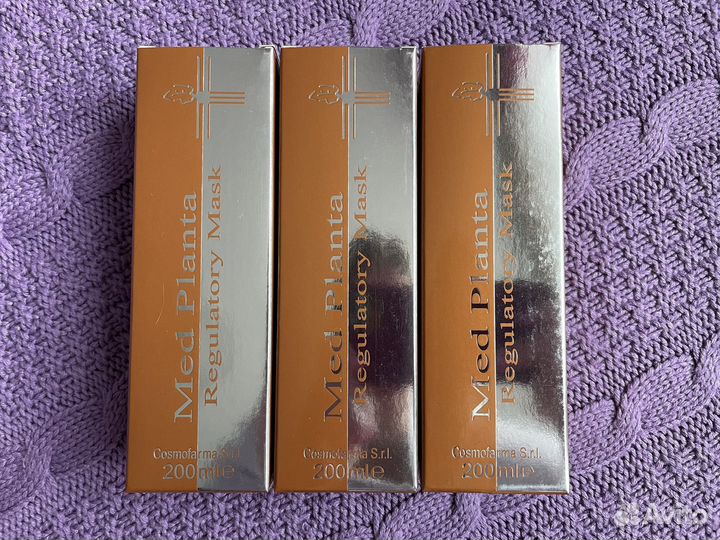 Med Planta
Regulatory Mask
Cosmofarma S.r.l.
200 ml e
Med Planta
Regulatory Mask
Cosmofarma S.r.l.
200 ml e
Med Planta
Regulatory Mask
Cosmofarma S.r.l.
200 ml e
Avito